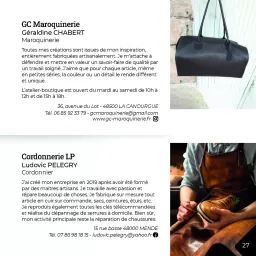 GC Maroquinerie
Géraldine CHABERT
Maroquinerie
Toutes mes créations sont issues de mon inspiration,
entièrement fabriquées artisanalement. Je m'attache à
défendre et mettre en valeur un savoir-faire de qualité par
un travail soigné. J'aime que pour chaque article, même
en petites séries, la couleur ou un détail le rende différent
et unique.
L'atelier-boutique est ouvert du mardi au samedi de 10h à
12h et de 15h à 18h.
36, avenue du Lot - 48500 LA CANOURGUE
Tél. 06 86 92 53 79 - gcmaroquinerie@gmail.com
www.gc-maroquinerie.fr
Cordonnerie LP
Ludovic PELEGRY
Cordonnier
J'ai créé mon entreprise en 2019 après avoir été formé
par des maîtres artisans. Je travaille avec passion et
répare beaucoup de choses. Je fabrique sur mesure tout
article en cuir sur commande, sacs, ceintures, étuis, etc.
Je reproduis également toutes les clés télécommandées
et réalise du dépannage de serrures à domicile. Bien sûr,
mon activité principale reste la réparation de chaussures.
15 rue basse 48000 MENDE
Tél. 07 86 98 18 15 - ludovic.pelegry@yahoo.fr
27